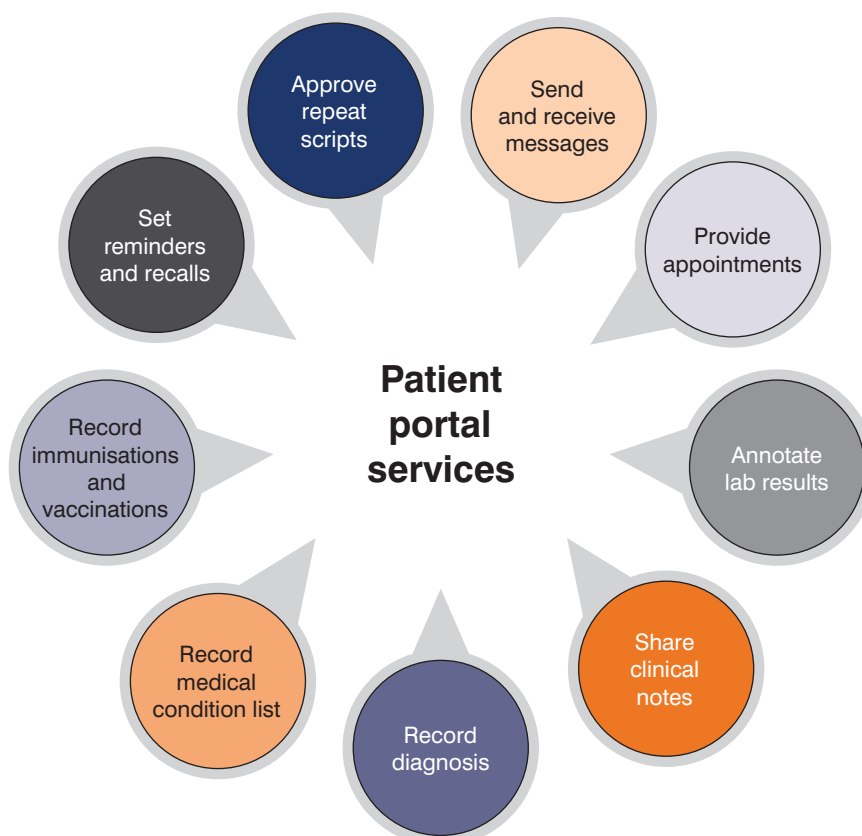 Approve
repeat
scripts
Send
and receive
messages
Set
reminders
and recalls
Provide
appointments
Patient
portal
services
Record
immunisations
and
vaccinations
Annotate
lab results
Record
medical
condition list
Share
clinical
notes
Record
diagnosis